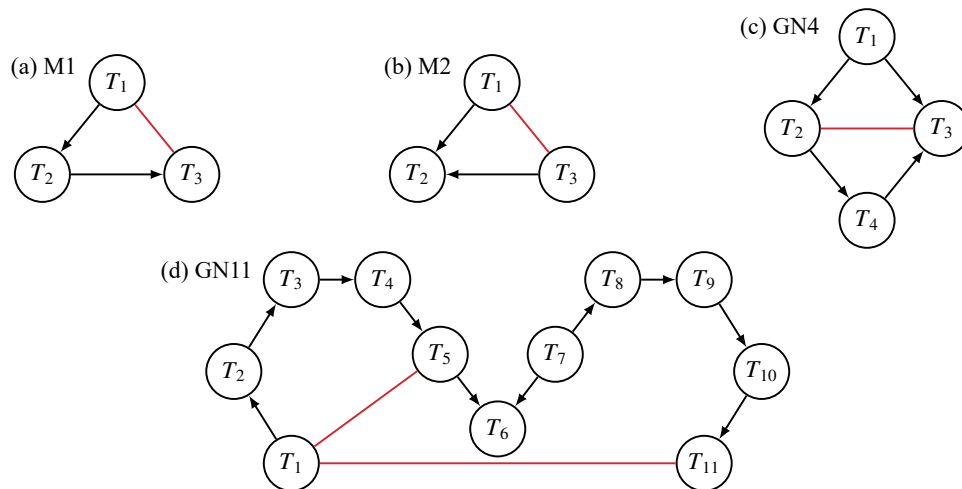 (a) M1
T₁
T₂
T₃
(b) M2
T₁
T₂
T₃
(c) GN4
T₁
T₂
T₃
T₄
(d) GN11
T₃
T₄
T₈
T₉
T₂
T₅
T₇
T₁₀
T₆
T₁
T₁₁